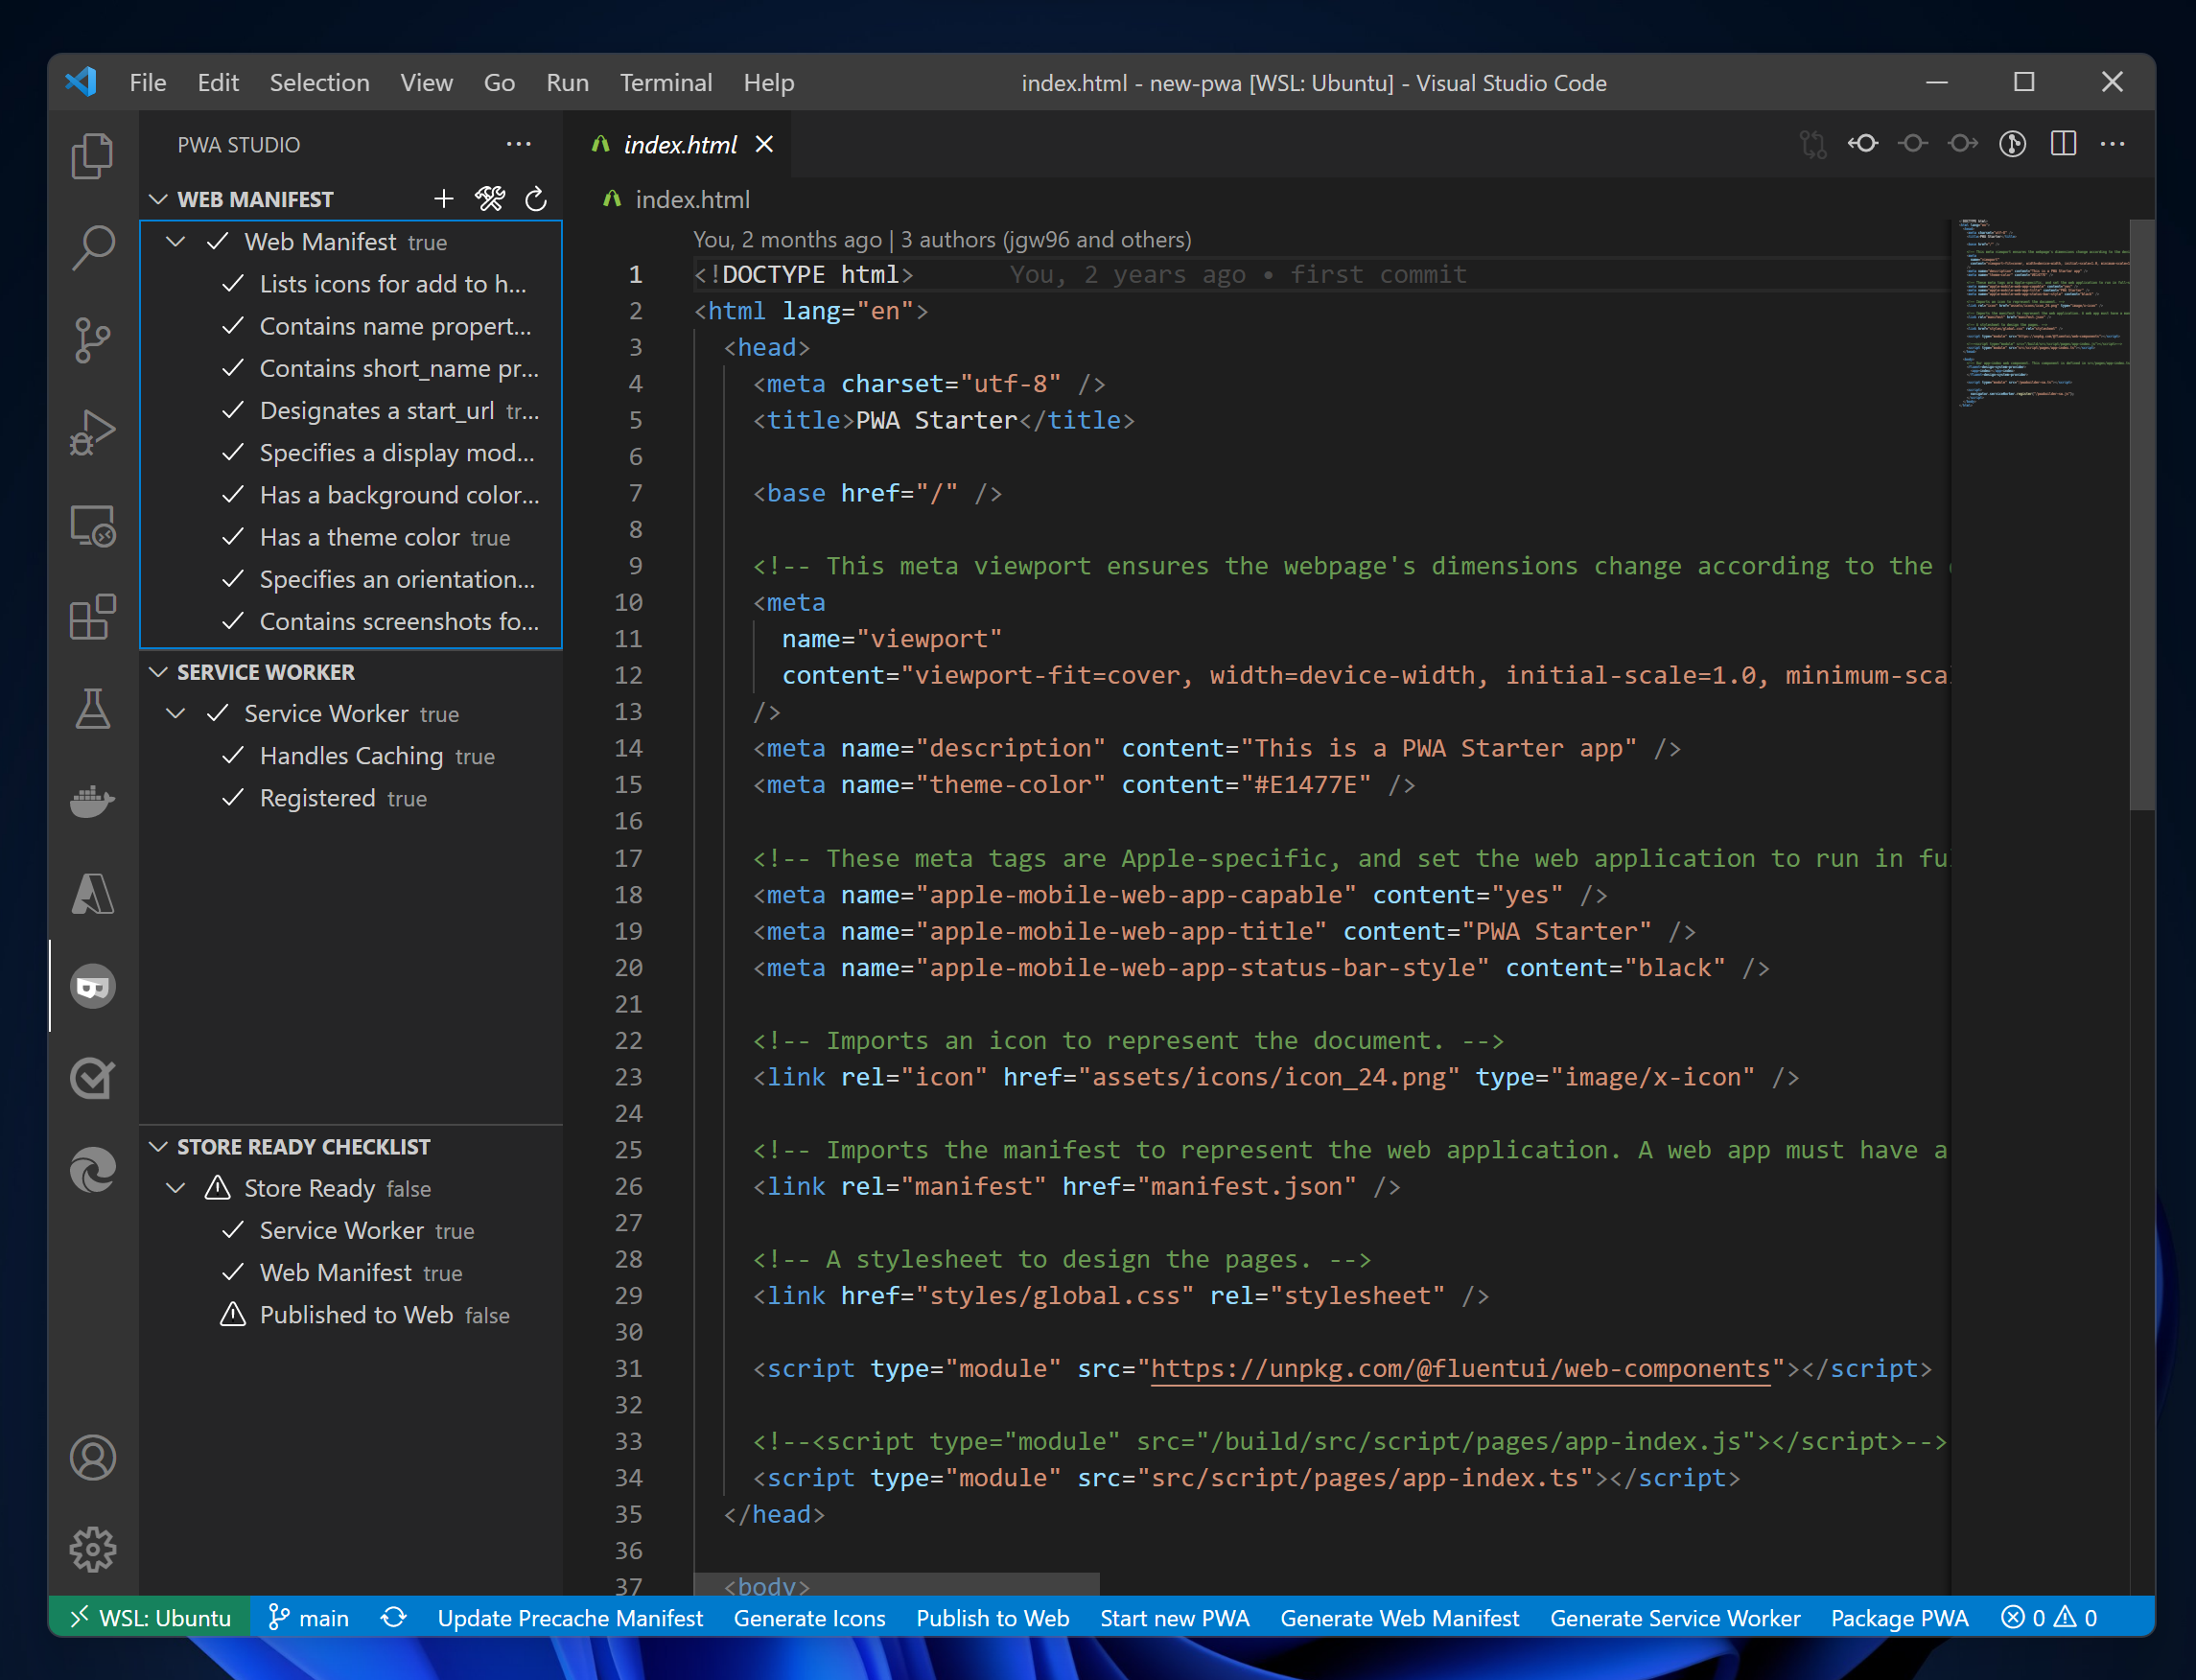 File Edit Selection View Go Run Terminal Help
index.html - new-pwa [WSL: Ubuntu] - Visual Studio Code
PWA STUDIO
WEB MANIFEST
Web Manifest true
Lists icons for add to h...
Contains name propert...
Contains short_name pr...
Designates a start_url tr...
Specifies a display mod...
Has a background color...
Has a theme color true
Specifies an orientation...
Contains screenshots fo...
SERVICE WORKER
Service Worker true
Handles Caching true
Registered true
STORE READY CHECKLIST
Store Ready false
Service Worker true
Web Manifest true
Published to Web false
index.html
index.html
You, 2 months ago | 3 authors (jgw96 and others)
1 <!DOCTYPE html> You, 2 years ago • first commit
2 <html lang="en">
3 <head>
4 <meta charset="utf-8" />
5 <title>PWA Starter</title>
6
7 <base href="/" />
8
9 <!-- This meta viewport ensures the webpage's dimensions change according to the
10 <meta
11 name="viewport"
12 content="viewport-fit=cover, width=device-width, initial-scale=1.0, minimum-sca
13 />
14 <meta name="description" content="This is a PWA Starter app" />
15 <meta name="theme-color" content="#E1477E" />
16
17 <!-- These meta tags are Apple-specific, and set the web application to run in fu
18 <meta name="apple-mobile-web-app-capable" content="yes" />
19 <meta name="apple-mobile-web-app-title" content="PWA Starter" />
20 <meta name="apple-mobile-web-app-status-bar-style" content="black" />
21
22 <!-- Imports an icon to represent the document. -->
23 <link rel="icon" href="assets/icons/icon_24.png" type="image/x-icon" />
24
25 <!-- Imports the manifest to represent the web application. A web app must have a
26 <link rel="manifest" href="manifest.json" />
27
28 <!-- A stylesheet to design the pages. -->
29 <link href="styles/global.css" rel="stylesheet" />
30
31 <script type="module" src="https://unpkg.com/@fluentui/web-components"></script>
32
33 <!--<script type="module" src="/build/src/script/pages/app-index.js"></script>-->
34 <script type="module" src="src/script/pages/app-index.ts"></script>
35 </head>
36
37 <body>
WSL: Ubuntu main Update Precache Manifest Generate Icons Publish to Web Start new PWA Generate Web Manifest Generate Service Worker Package PWA 0 0